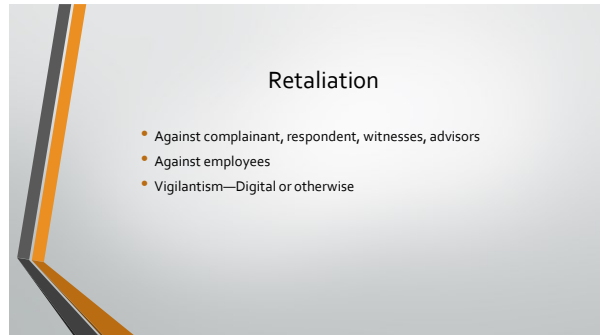 Retaliation
• Against complainant, respondent, witnesses, advisors
• Against employees
• Vigilantism—Digital or otherwise